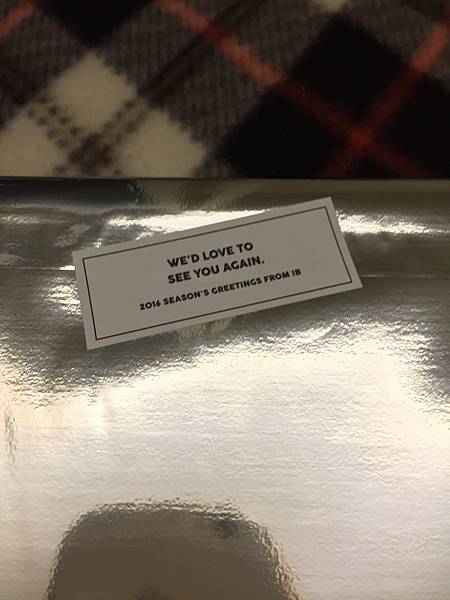 WE'D LOVE TO
SEE YOU AGAIN.
2016 SEASON'S GREETINGS FROM IB